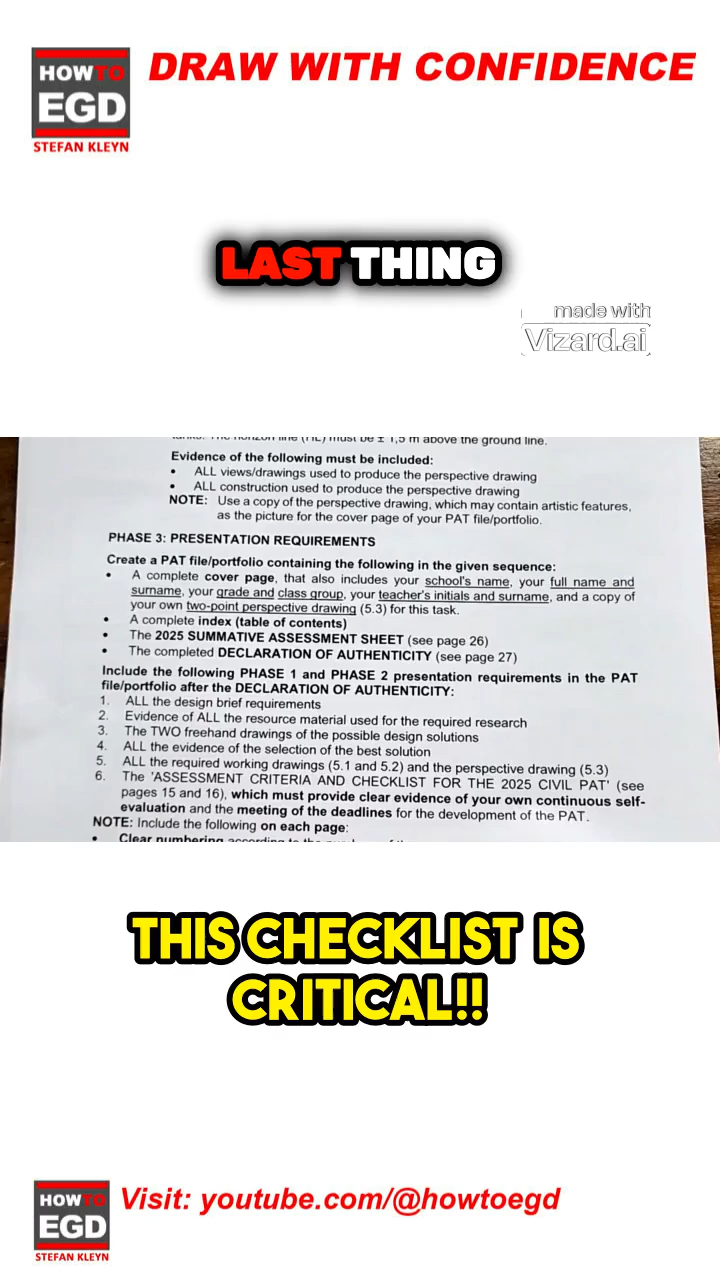 HOW TO
EGD
STEFAN KLEYN
DRAW WITH CONFIDENCE
LAST THING
made with
Vizard.ai
The horizon line (HL) must be ± 1,5 m above the ground line.
Evidence of the following must be included:
• ALL views/drawings used to produce the perspective drawing
• ALL construction used to produce the perspective drawing
NOTE: Use a copy of the perspective drawing, which may contain artistic features,
as the picture for the cover page of your PAT file/portfolio.
PHASE 3: PRESENTATION REQUIREMENTS
Create a PAT file/portfolio containing the following in the given sequence:
• A complete cover page, that also includes your school's name, your full name and
surname, your grade and class group, your teacher's initials and surname, and a copy of
your own two-point perspective drawing (5.3) for this task.
• A complete index (table of contents)
• The 2025 SUMMATIVE ASSESSMENT SHEET (see page 26)
• The completed DECLARATION OF AUTHENTICITY (see page 27)
Include the following PHASE 1 and PHASE 2 presentation requirements in the PAT
file/portfolio after the DECLARATION OF AUTHENTICITY:
1. ALL the design brief requirements
2. Evidence of ALL the resource material used for the required research
3. The TWO freehand drawings of the possible design solutions
4. ALL the evidence of the selection of the best solution
5. ALL the required working drawings (5.1 and 5.2) and the perspective drawing (5.3)
6. The 'ASSESSMENT CRITERIA AND CHECKLIST FOR THE 2025 CIVIL PAT' (see
pages 15 and 16), which must provide clear evidence of your own continuous self-
evaluation and the meeting of the deadlines for the development of the PAT.
NOTE: Include the following on each page:
• Clear numbering according to the
THIS CHECKLIST IS
CRITICAL!!
HOW TO
EGD
STEFAN KLEYN
Visit: youtube.com/@howtoegd